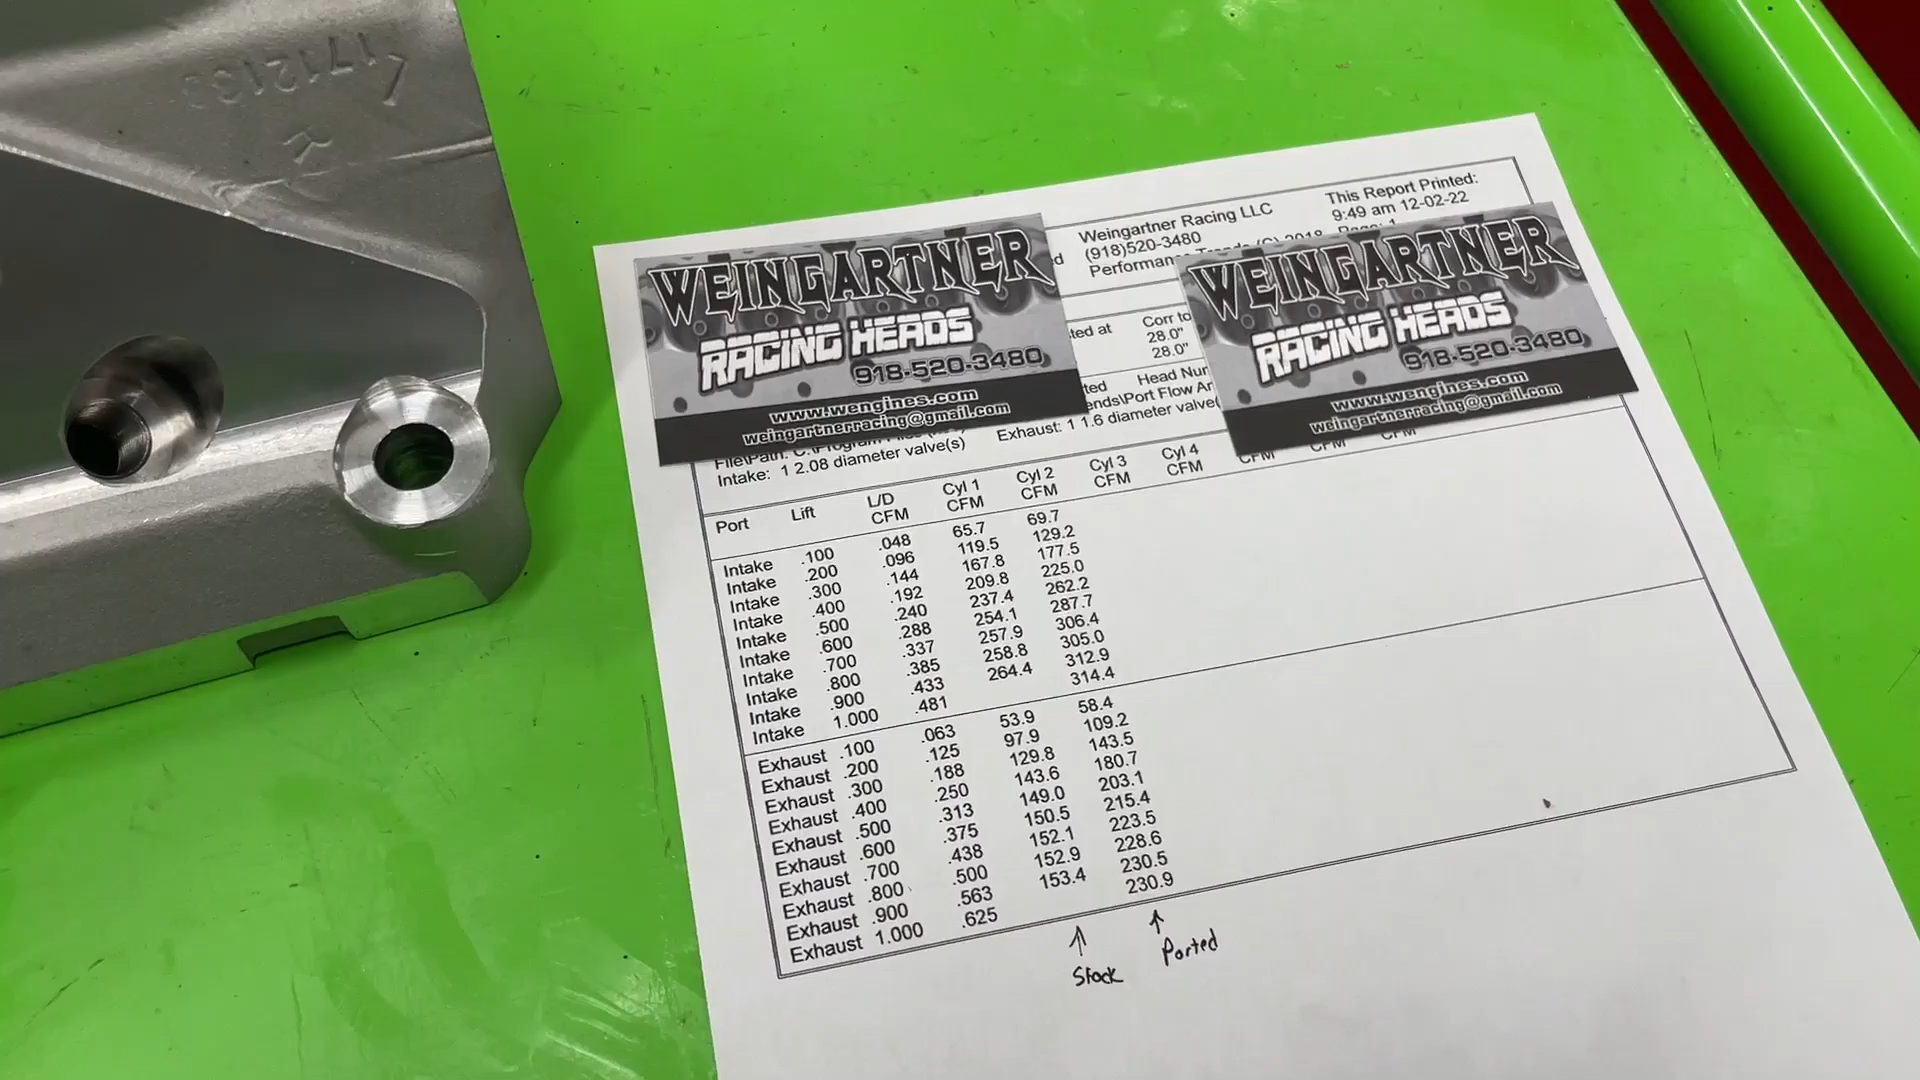 Weingartner Racing LLC
(918)520-3480
This Report Printed:
9:49 am 12-02-22
WEINGARTNER
RACING HEADS
918-520-3480
www.wengines.com
weingartnerracing@gmail.com
WEINGARTNER
RACING HEADS
918-520-3480
www.wengines.com
weingartnerracing@gmail.com
Corr to
28.0"
28.0"
Intake: 1 2.08 diameter valve(s) Exhaust: 1 1.6 diameter valve(
Port Lift L/D CFM Cyl 1 CFM Cyl 2 CFM Cyl 3 CFM Cyl 4 CFM CFM CFM CFM
Intake .100 .048 65.7 69.7
Intake .200 .096 119.5 129.2
Intake .300 .144 167.8 177.5
Intake .400 .192 209.8 225.0
Intake .500 .240 237.4 262.2
Intake .600 .288 254.1 287.7
Intake .700 .337 257.9 306.4
Intake .800 .385 258.8 305.0
Intake .900 .433 264.4 312.9
Intake 1.000 .481 314.4
Exhaust .100 .063 53.9 58.4
Exhaust .200 .125 97.9 109.2
Exhaust .300 .188 129.8 143.5
Exhaust .400 .250 143.6 180.7
Exhaust .500 .313 149.0 203.1
Exhaust .600 .375 150.5 215.4
Exhaust .700 .438 152.1 223.5
Exhaust .800 .500 152.9 228.6
Exhaust .900 .563 153.4 230.5
Exhaust 1.000 .625 230.9
Stock
Ported